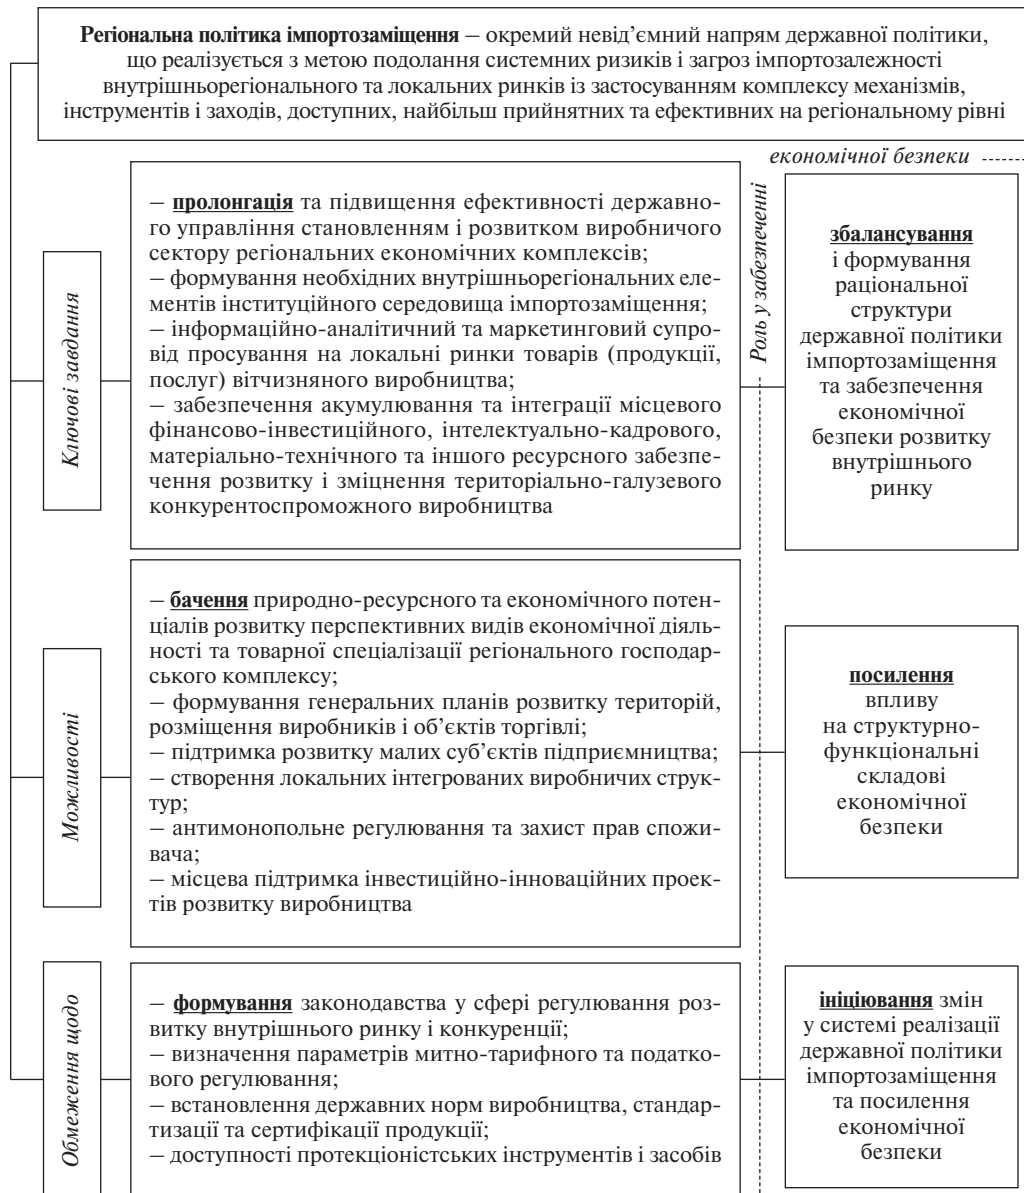 Регіональна політика імпортозаміщення – окремий невід’ємний напрям державної політики,
що реалізується з метою подолання системних ризиків і загроз імпортозалежності
внутрішньорегіонального та локальних ринків із застосуванням комплексу механізмів,
інструментів і заходів, доступних, найбільш прийнятних та ефективних на регіональному рівні
Роль у забезпеченні
економічної безпеки
Ключові завдання
– пролонгація та підвищення ефективності державно-
го управління становленням і розвитком виробничого
сектору регіональних економічних комплексів;
– формування необхідних внутрішньорегіональних еле-
ментів інституційного середовища імпортозаміщення;
– інформаційно-аналітичний та маркетинговий супро-
від просування на локальні ринки товарів (продукції,
послуг) вітчизняного виробництва;
– забезпечення акумулювання та інтеграції місцевого
фінансово-інвестиційного, інтелектуально-кадрового,
матеріально-технічного та іншого ресурсного забезпе-
чення розвитку і зміцнення територіально-галузевого
конкурентоспроможного виробництва
збалансування
і формування
раціональної
структури
державної політики
імпортозаміщення
та забезпечення
економічної
безпеки розвитку
внутрішнього
ринку
Можливості
– бачення природно-ресурсного та економічного потен-
ціалів розвитку перспективних видів економічної діяль-
ності та товарної спеціалізації регіонального господар-
ського комплексу;
– формування генеральних планів розвитку територій,
розміщення виробників і об’єктів торгівлі;
– підтримка розвитку малих суб’єктів підприємництва;
– створення локальних інтегрованих виробничих струк-
тур;
– антимонопольне регулювання та захист прав спожи-
вача;
– місцева підтримка інвестиційно-інноваційних проек-
тів розвитку виробництва
посилення
впливу
на структурно-
функціональні
складові
економічної
безпеки
Обмеження щодо
– формування законодавства у сфері регулювання роз-
витку внутрішнього ринку і конкуренції;
– визначення параметрів митно-тарифного та податко-
вого регулювання;
– встановлення державних норм виробництва, стандар-
тизації та сертифікації продукції;
– доступності протекціоністських інструментів і засобів
ініціювання змін
у системі реалізації
державної політики
імпортозаміщення
та посилення
економічної
безпеки